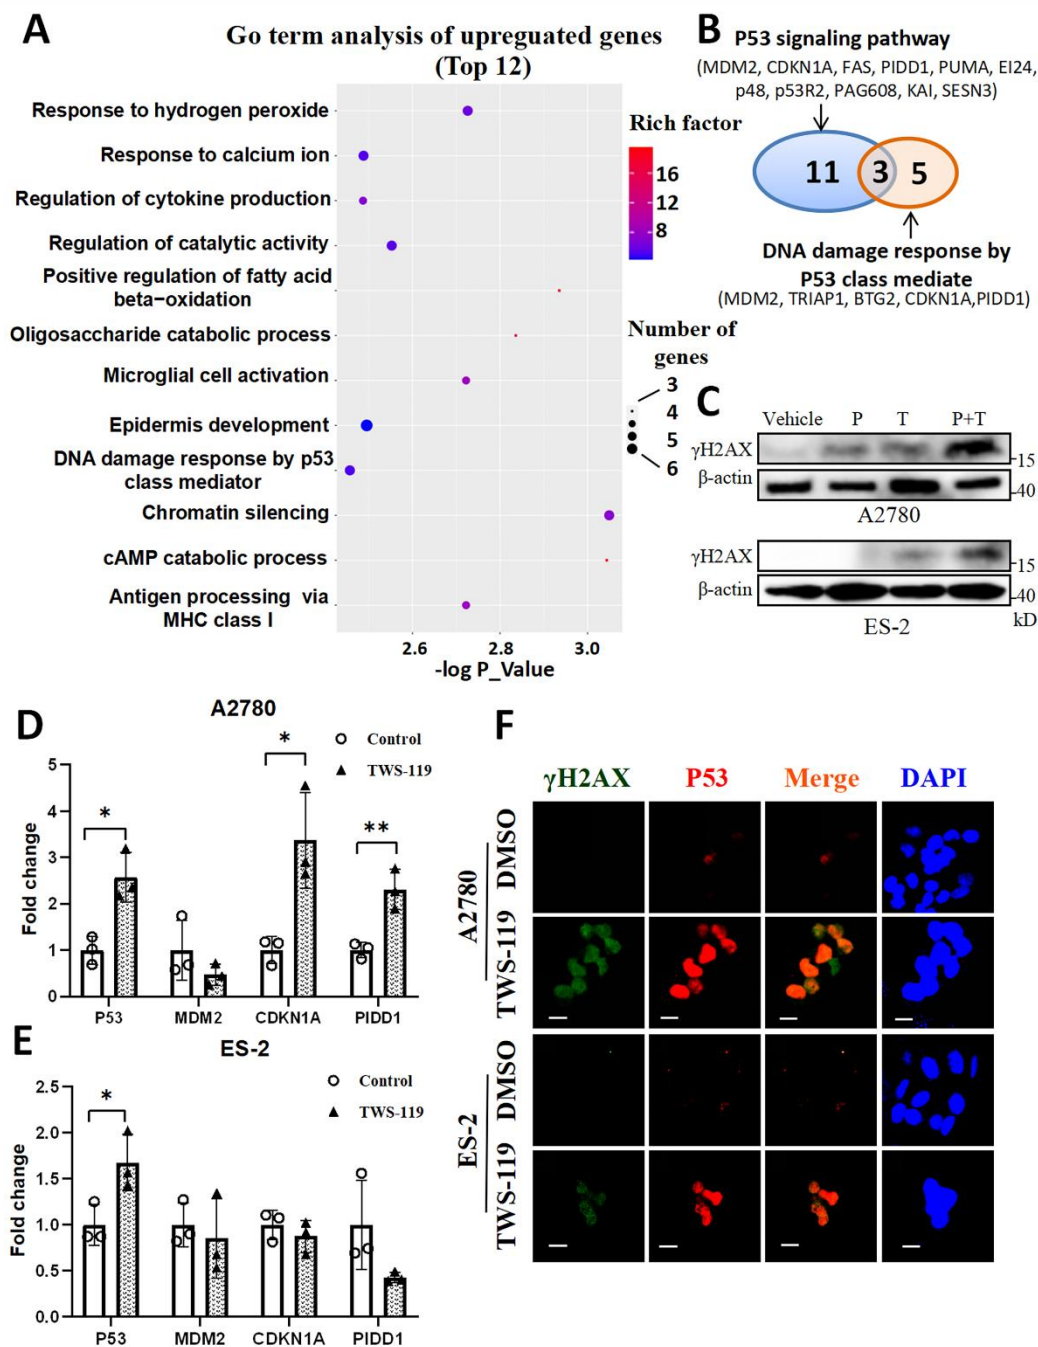 A
Go term analysis of upreguated genes
(Top 12)
Response to hydrogen peroxide
Response to calcium ion
Regulation of cytokine production
Regulation of catalytic activity
Positive regulation of fatty acid
beta-oxidation
Oligosaccharide catabolic process
Microglial cell activation
Epidermis development
DNA damage response by p53
class mediator
Chromatin silencing
cAMP catabolic process
Antigen processing via
MHC class I
2.6 2.8 3.0
-log P_Value
Rich factor
16
12
8
Number of
genes
3
4
5
6
B
P53 signaling pathway
(MDM2, CDKN1A, FAS, PIDD1, PUMA, EI24,
p48, p53R2, PAG608, KAI, SESN3)
11 3 5
DNA damage response by
P53 class mediate
(MDM2, TRIAP1, BTG2, CDKN1A,PIDD1)
C
Vehicle P T P+T
γH2AX
15
β-actin
40
A2780
γH2AX
15
β-actin
40
kD
ES-2
D
A2780
Control
TWS-119
Fold change
5
4
3
2
1
0
* * **
P53 MDM2 CDKN1A PIDD1
E
ES-2
Control
TWS-119
Fold change
2.5
2.0
1.5
1.0
0.5
0.0
*
P53 MDM2 CDKN1A PIDD1
F
γH2AX P53 Merge DAPI
A2780
DMSO
TWS-119
ES-2
DMSO
TWS-119